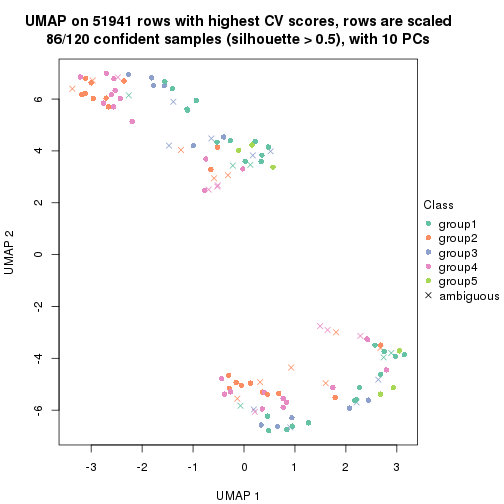 UMAP on 51941 rows with highest CV scores, rows are scaled
86/120 confident samples (silhouette > 0.5), with 10 PCs
6
4
2
0
-2
-4
-6
UMAP 2
-3
-2
-1
0
1
2
3
UMAP 1
Class
group1
group2
group3
group4
group5
ambiguous